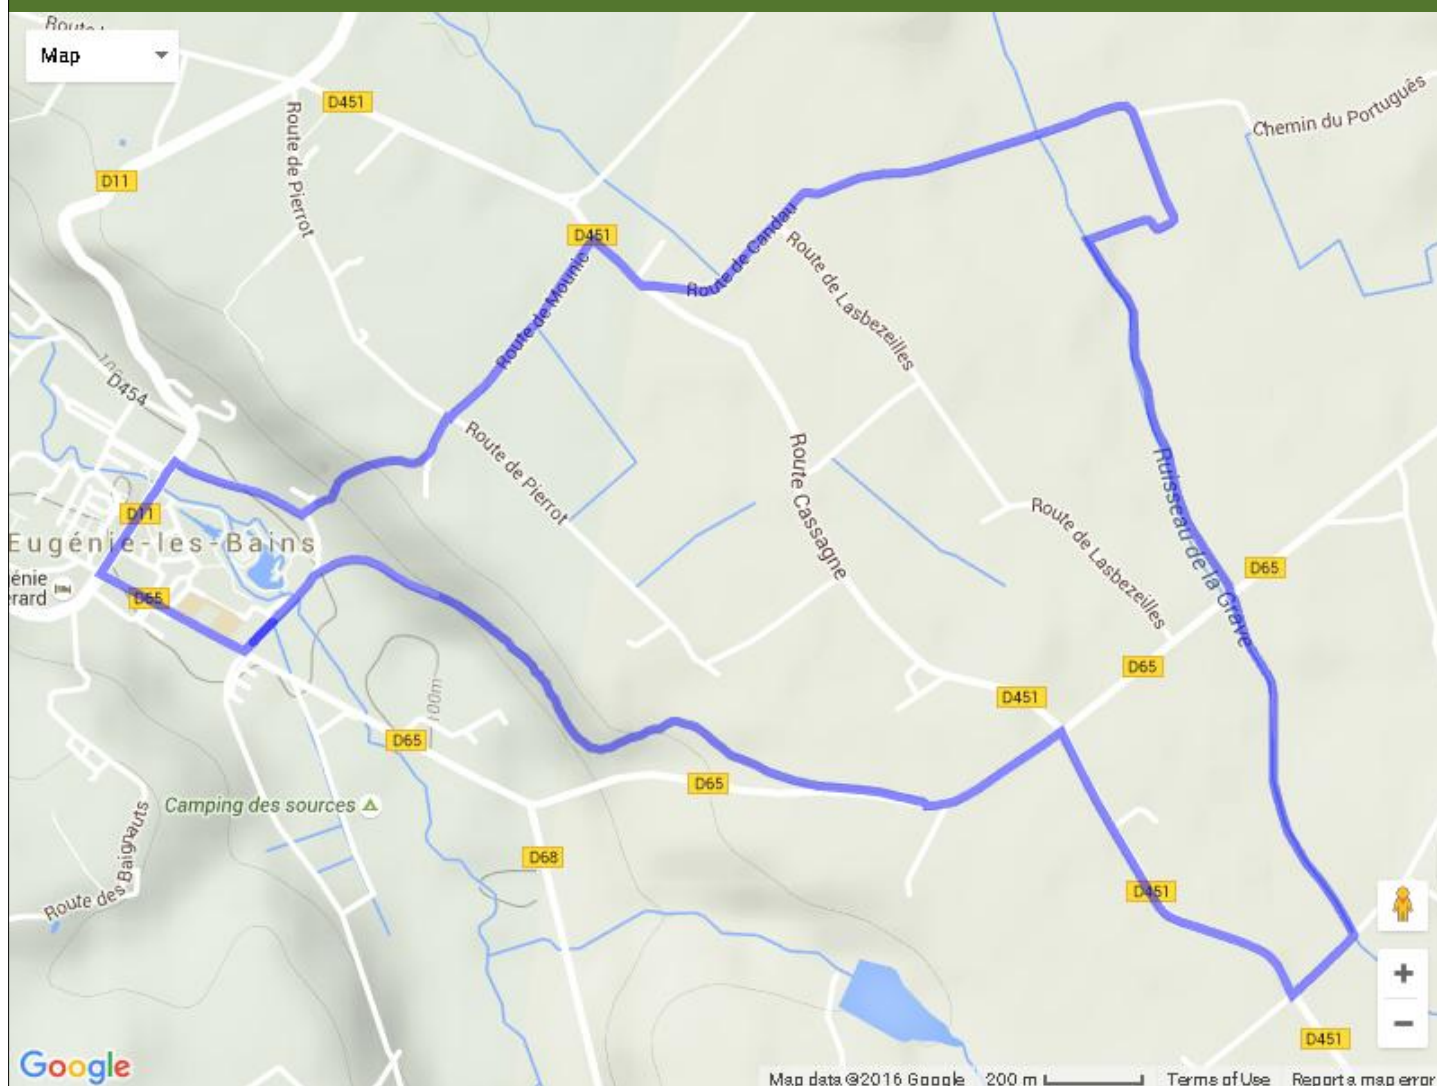 Map
D451
Route de Pierrot
Chemin du Portugués
D11
D451
Route de Mounic
Route de Candau
Route de Lasbezeilles
D454
Route de Pierrot
Route Cassagne
Ruisseau de la Grave
Route de Lasbezeilles
D11
Eugénie-les-Bains
énie
erard
D65
D65
D65
D451
D65
D65
100m
Camping des sources
D68
D451
Route des Baignauts
D451
Google
Map data ©2016 Google 200 m Terms of Use Report a map error